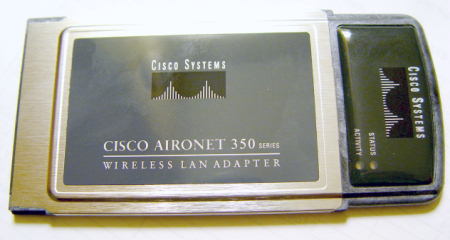 CISCO SYSTEMS
CISCO AIRONET 350 SERIES
WIRELESS LAN ADAPTER
CISCO SYSTEMS
STATUS
ACTIVITY